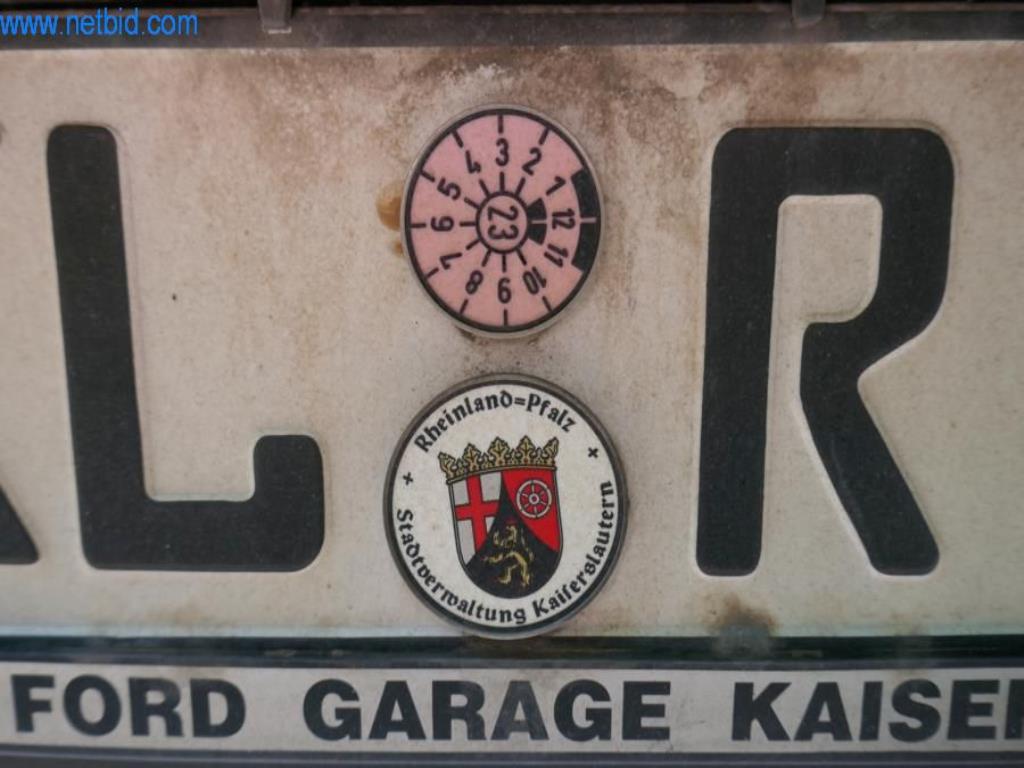 www.netbid.com
L R
1 2 3 4 5 6 7 8 9 10 11 12
23
Rheinland=Pfalz
Stadtverwaltung Kaiserslautern
FORD GARAGE KAISER